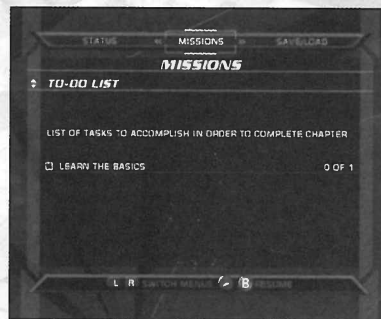 STATUS MISSIONS SAVE/LOAD
MISSIONS
TO-DO LIST
LIST OF TASKS TO ACCOMPLISH IN ORDER TO COMPLETE CHAPTER
LEARN THE BASICS 0 OF 1
L R SWITCH MENUS B RESUME